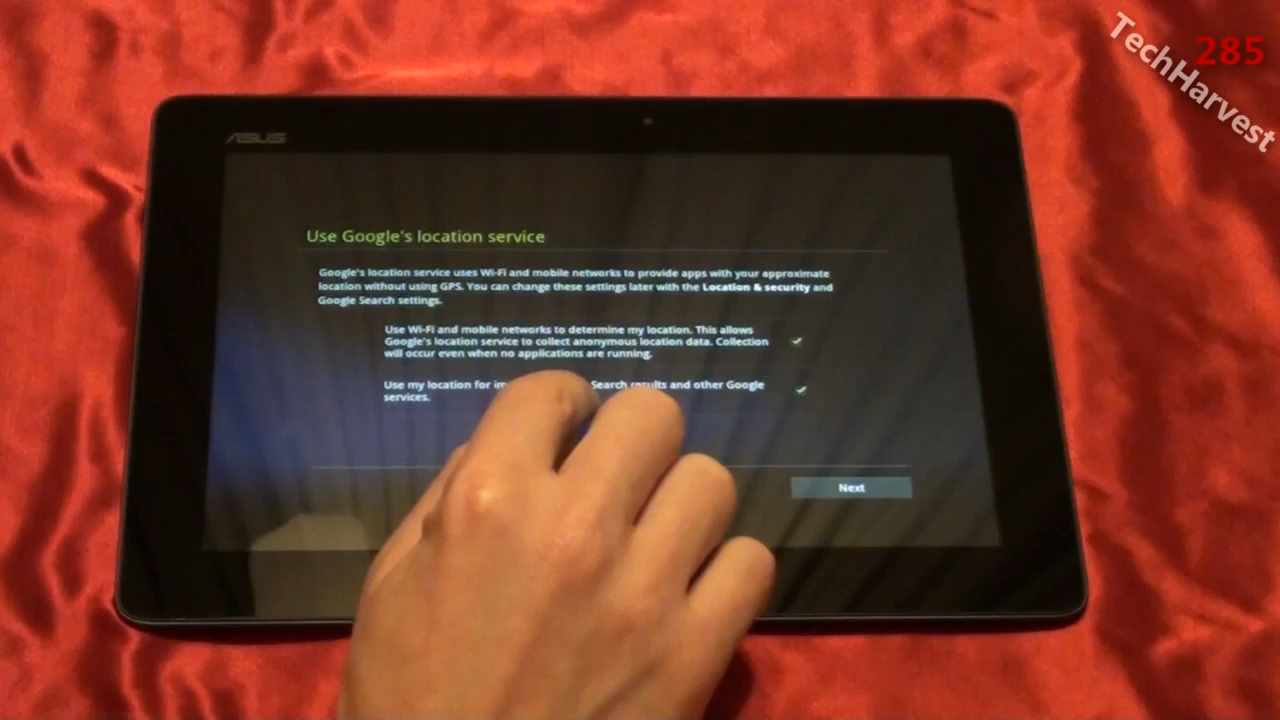 TechHarvest
285
ASUS
Use Google's location service
Google's location service uses Wi-Fi and mobile networks to provide apps with your approximate
location without using GPS. You can change these settings later with the Location & security and
Google Search settings.
Use Wi-Fi and mobile networks to determine my location. This allows
Google's location service to collect anonymous location data. Collection
will occur even when no applications are running.
Use my location for Search results and other Google
services.
Next